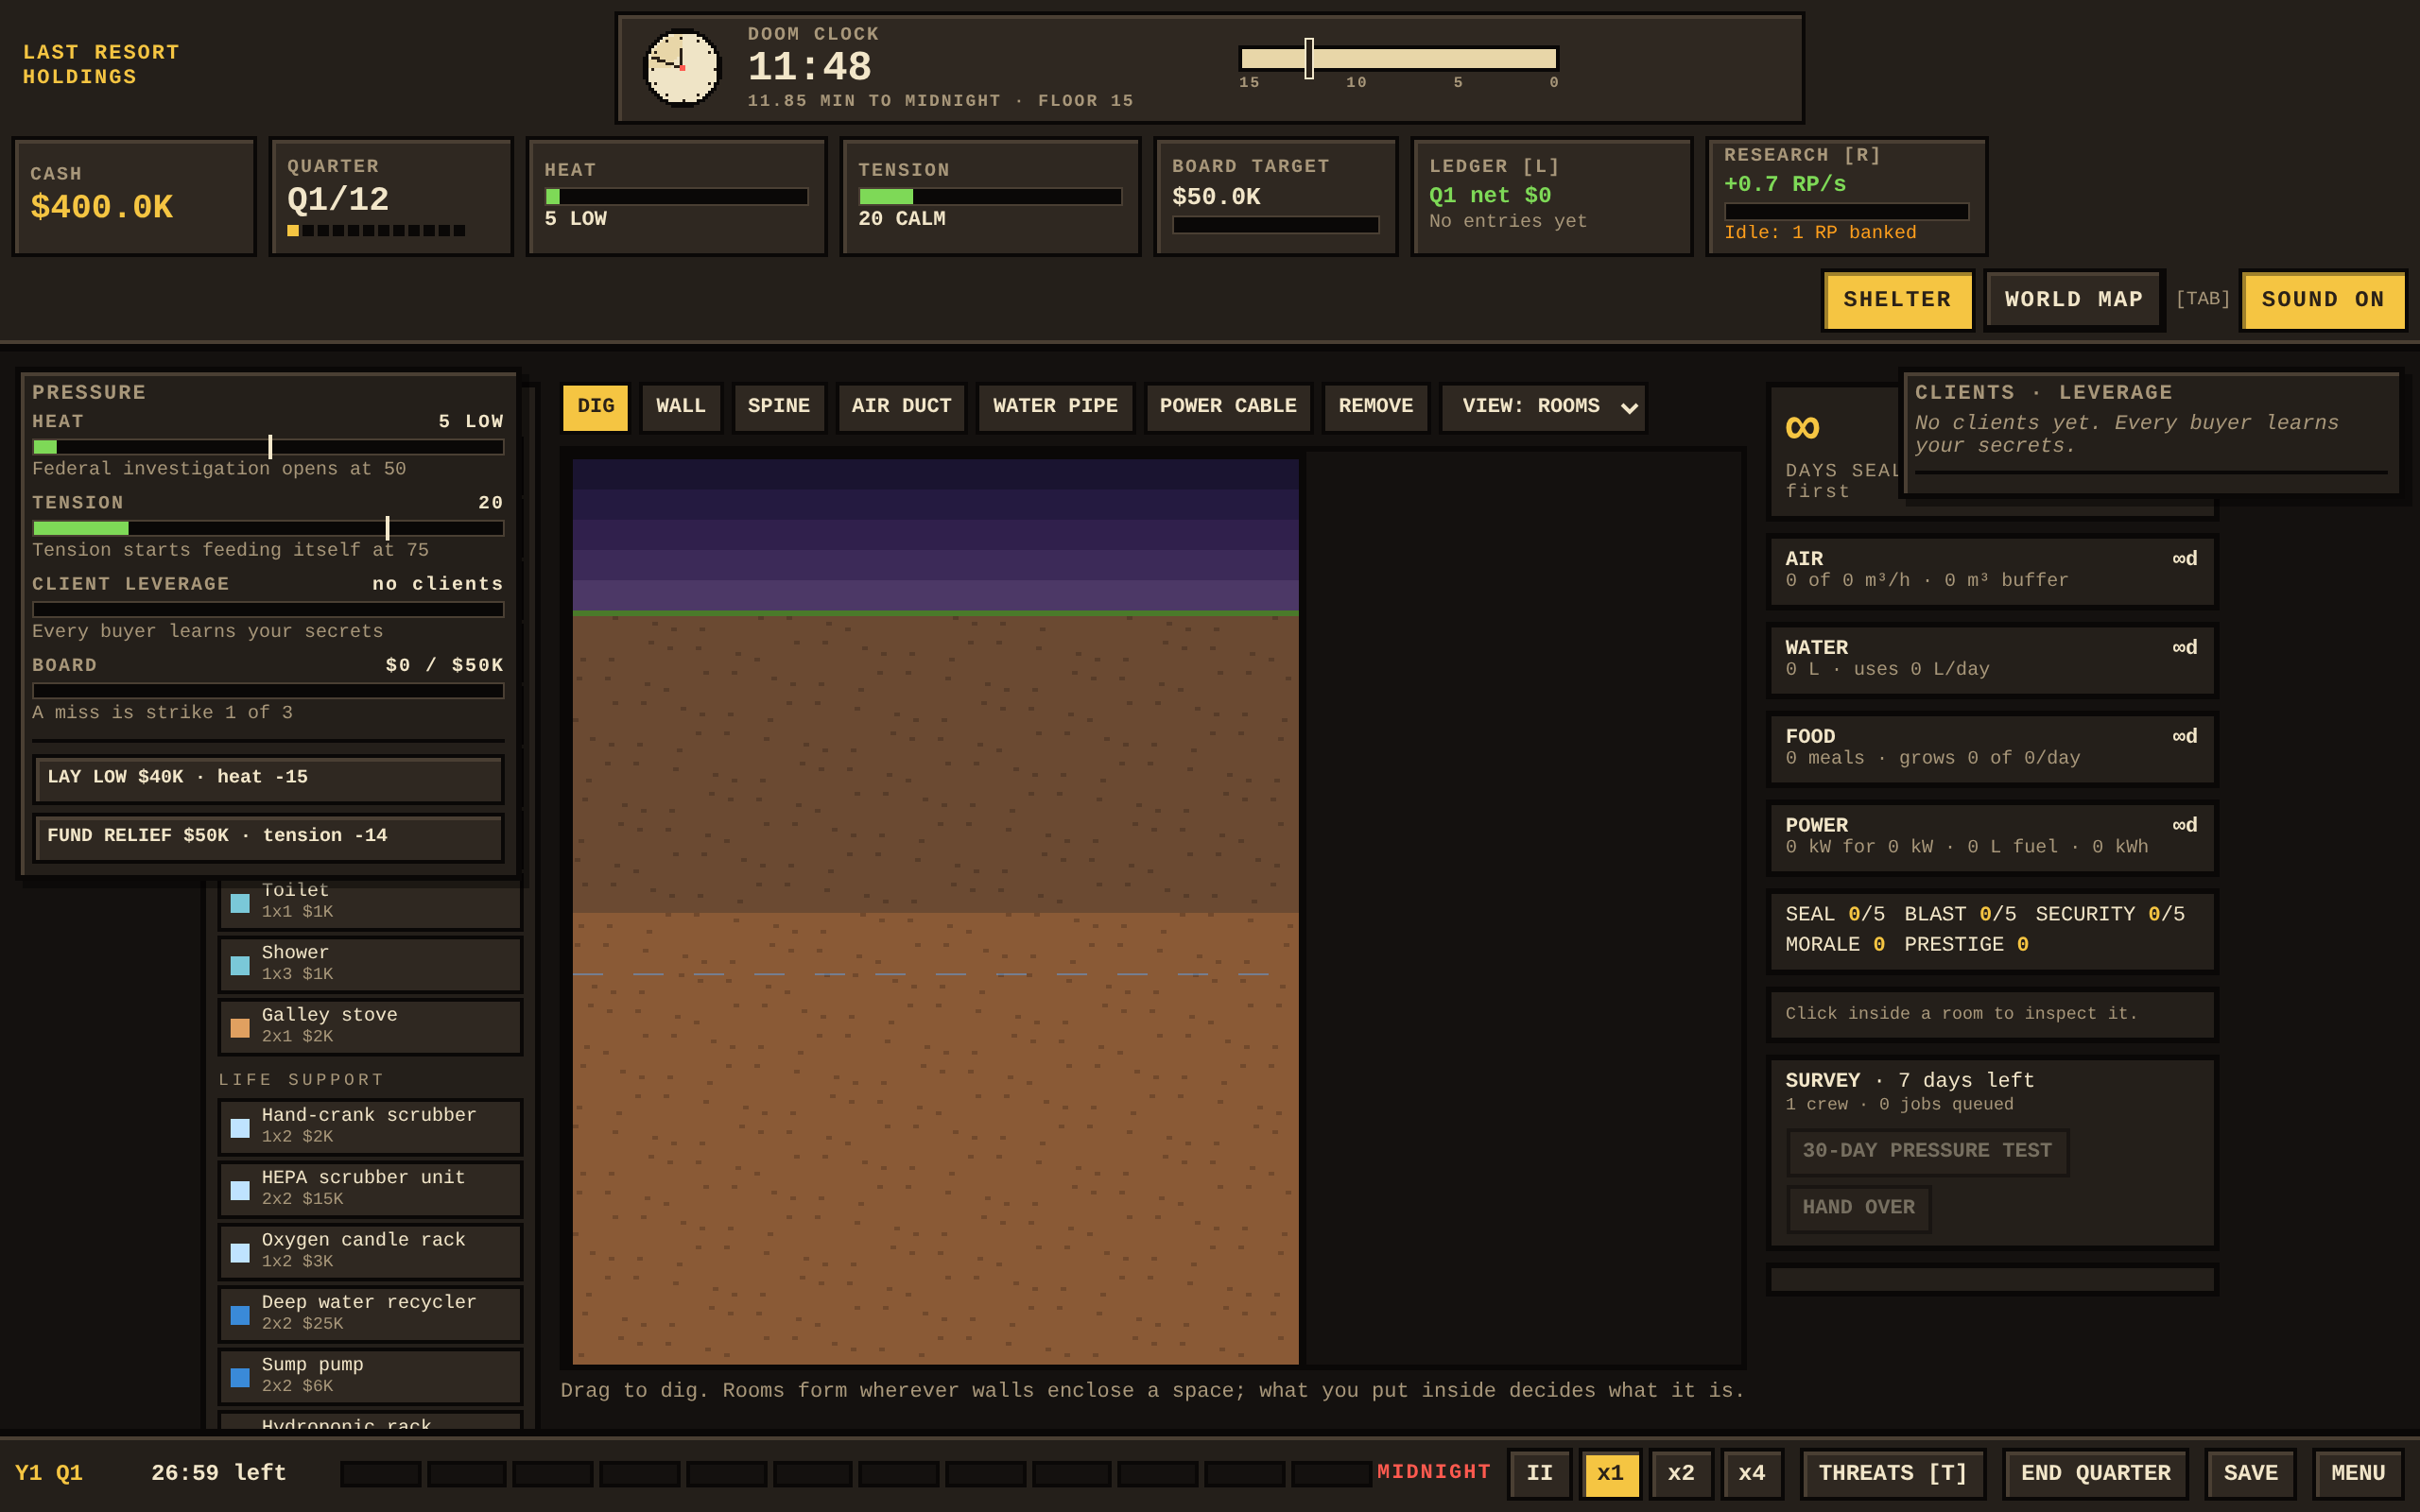 LAST RESORT
HOLDINGS
DOOM CLOCK
11:48
11.85 MIN TO MIDNIGHT · FLOOR 15
15 10 5 0
CASH
$400.0K
QUARTER
Q1/12
HEAT
5 LOW
TENSION
20 CALM
BOARD TARGET
$50.0K
LEDGER [L]
Q1 net $0
No entries yet
RESEARCH [R]
+0.7 RP/s
Idle: 1 RP banked
SHELTER
WORLD MAP
[TAB]
SOUND ON
PRESSURE
HEAT 5 LOW
Federal investigation opens at 50
TENSION 20
Tension starts feeding itself at 75
CLIENT LEVERAGE no clients
Every buyer learns your secrets
BOARD $0 / $50K
A miss is strike 1 of 3
LAY LOW $40K · heat -15
FUND RELIEF $50K · tension -14
Toilet
1x1 $1K
Shower
1x3 $1K
Galley stove
2x1 $2K
LIFE SUPPORT
Hand-crank scrubber
1x2 $2K
HEPA scrubber unit
2x2 $15K
Oxygen candle rack
1x2 $3K
Deep water recycler
2x2 $25K
Sump pump
2x2 $6K
Hydroponic rack
DIG
WALL
SPINE
AIR DUCT
WATER PIPE
POWER CABLE
REMOVE
VIEW: ROOMS
Drag to dig. Rooms form wherever walls enclose a space; what you put inside decides what it is.
∞
DAYS SEAL
first
CLIENTS · LEVERAGE
No clients yet. Every buyer learns
your secrets.
AIR ∞d
0 of 0 m³/h · 0 m³ buffer
WATER ∞d
0 L · uses 0 L/day
FOOD ∞d
0 meals · grows 0 of 0/day
POWER ∞d
0 kW for 0 kW · 0 L fuel · 0 kWh
SEAL 0/5 BLAST 0/5 SECURITY 0/5
MORALE 0 PRESTIGE 0
Click inside a room to inspect it.
SURVEY · 7 days left
1 crew · 0 jobs queued
30-DAY PRESSURE TEST
HAND OVER
Y1 Q1
26:59 left
MIDNIGHT
II
x1
x2
x4
THREATS [T]
END QUARTER
SAVE
MENU